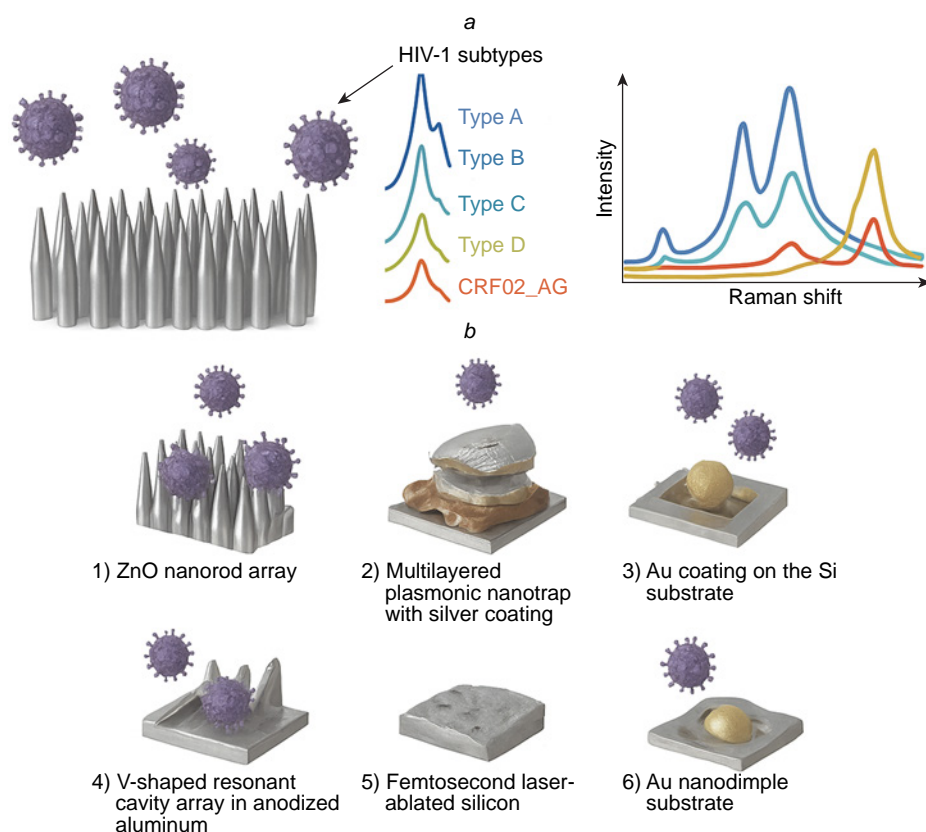 a
HIV-1 subtypes
Type A
Type B
Type C
Type D
CRF02_AG
Intensity
Raman shift
b
1) ZnO nanorod array
2) Multilayered
plasmonic nanotrap
with silver coating
3) Au coating on the Si
substrate
4) V-shaped resonant
cavity array in anodized
aluminum
5) Femtosecond laser-
ablated silicon
6) Au nanodimple
substrate